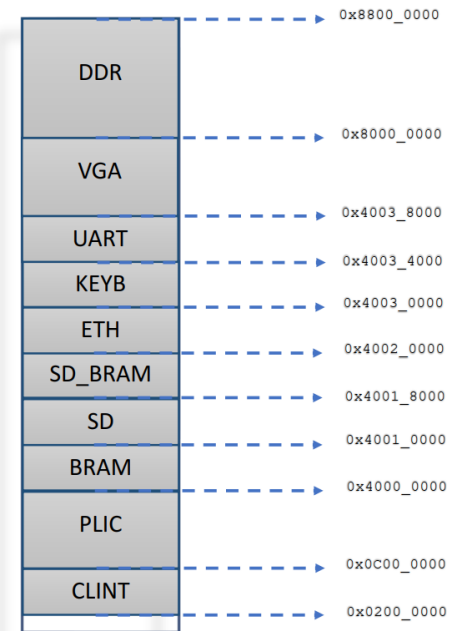 0x8800_0000
DDR
0x8000_0000
VGA
0x4003_8000
UART
0x4003_4000
KEYB
0x4003_0000
ETH
0x4002_0000
SD_BRAM
0x4001_8000
SD
0x4001_0000
BRAM
0x4000_0000
PLIC
0x0C00_0000
CLINT
0x0200_0000